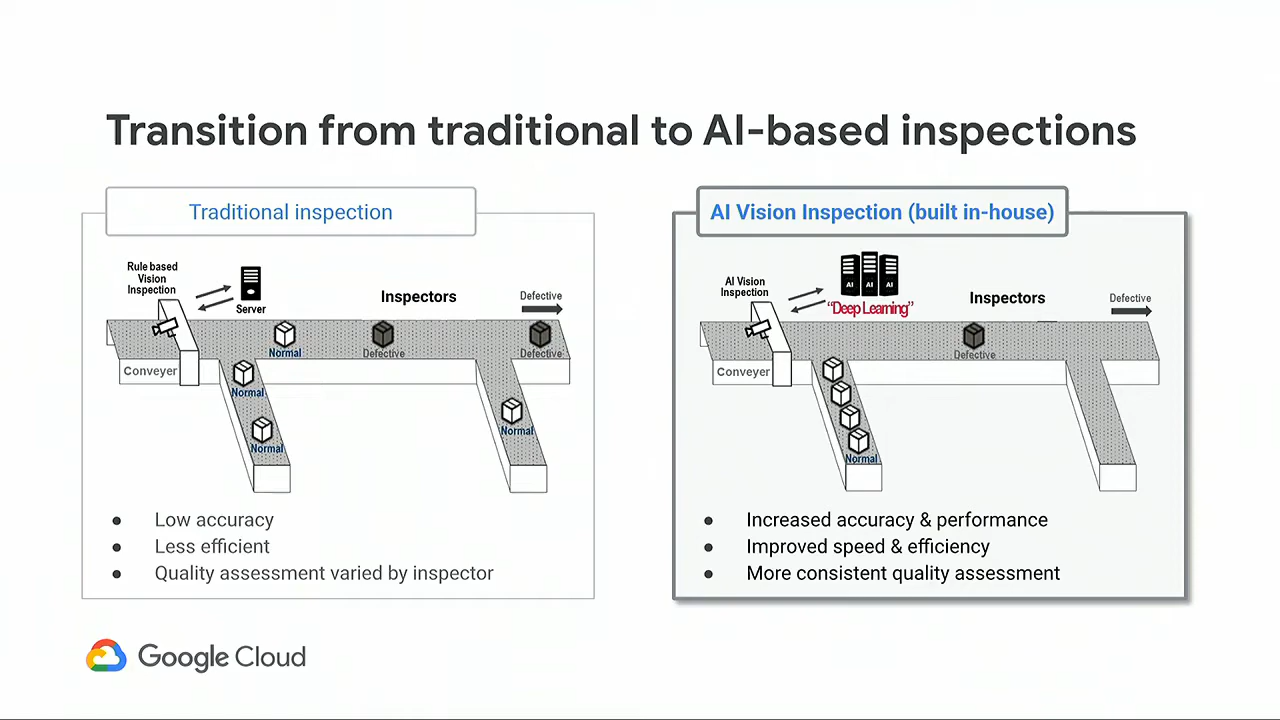 Transition from traditional to AI-based inspections
Traditional inspection
Rule based
Vision
Inspection
Server
Inspectors
Defective
Normal
Defective
Defective
Conveyer
Normal
Normal
Normal
● Low accuracy
● Less efficient
● Quality assessment varied by inspector
AI Vision Inspection (built in-house)
AI Vision
Inspection
AI AI AI
“Deep Learning”
Inspectors
Defective
Defective
Conveyer
Normal
● Increased accuracy & performance
● Improved speed & efficiency
● More consistent quality assessment
Google Cloud